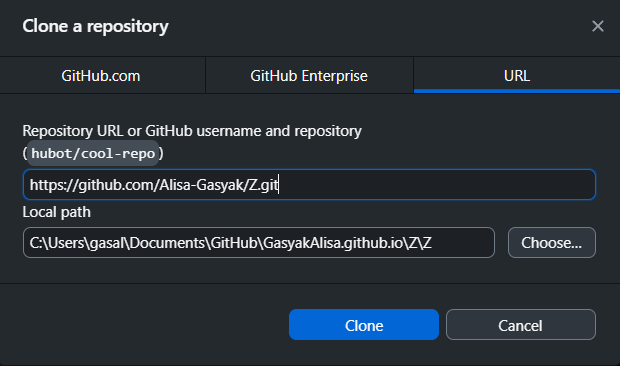 Clone a repository
GitHub.com
GitHub Enterprise
URL
Repository URL or GitHub username and repository
(hubot/cool-repo)
https://github.com/Alisa-Gasyak/Z.git
Local path
C:\Users\gasal\Documents\GitHub\GasyakAlisa.github.io\Z\Z
Choose...
Clone
Cancel